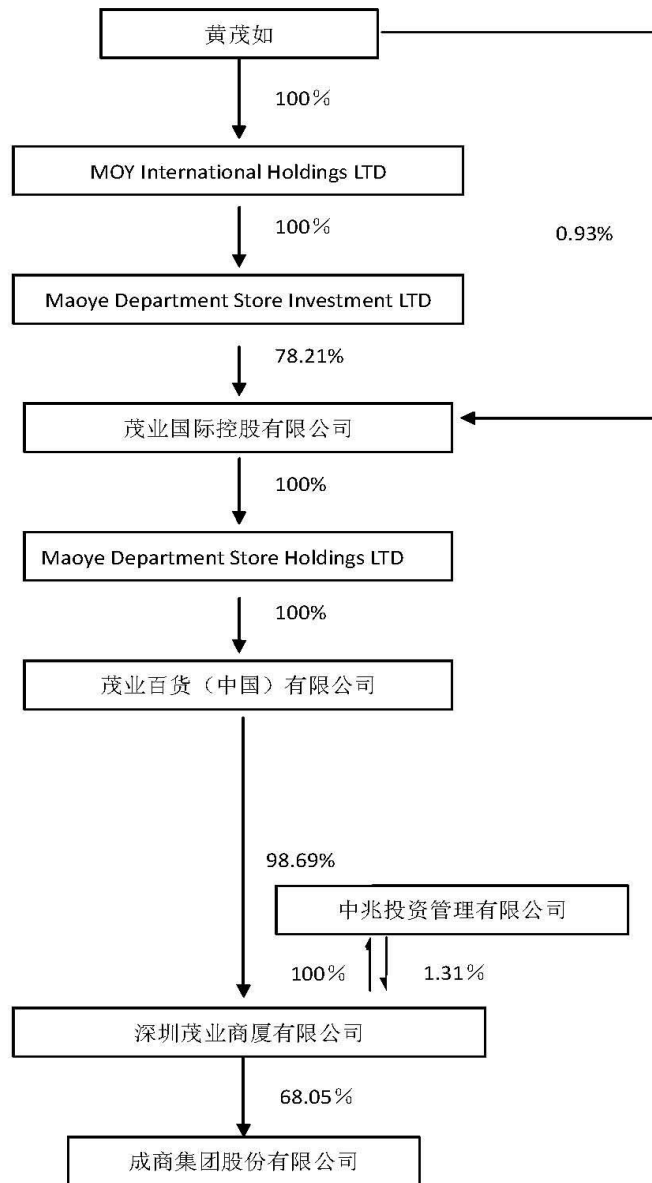 黄茂如
100%
MOY International Holdings LTD
100%
0.93%
Maoye Department Store Investment LTD
78.21%
茂业国际控股有限公司
100%
Maoye Department Store Holdings LTD
100%
茂业百货（中国）有限公司
98.69%
中兆投资管理有限公司
100%
1.31%
深圳茂业商厦有限公司
68.05%
成商集团股份有限公司